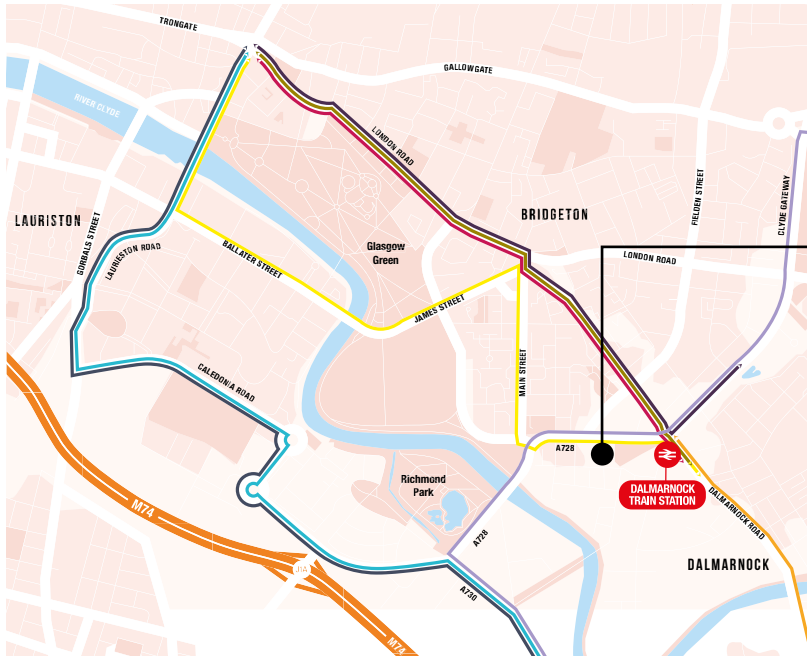 TRONGATE
GALLOWGATE
RIVER CLYDE
LONDON ROAD
FIELDEN STREET
CLYDE GATEWAY
LAURISTON
BRIDGETON
GORBALS STREET
LAURIESTON ROAD
BALLATER STREET
Glasgow
Green
LONDON ROAD
JAMES STREET
MAIN STREET
CALEDONIA ROAD
A728
Richmond
Park
DALMARNOCK
TRAIN STATION
M74
DALMARNOCK ROAD
A728
DALMARNOCK
J1A
A730
M74